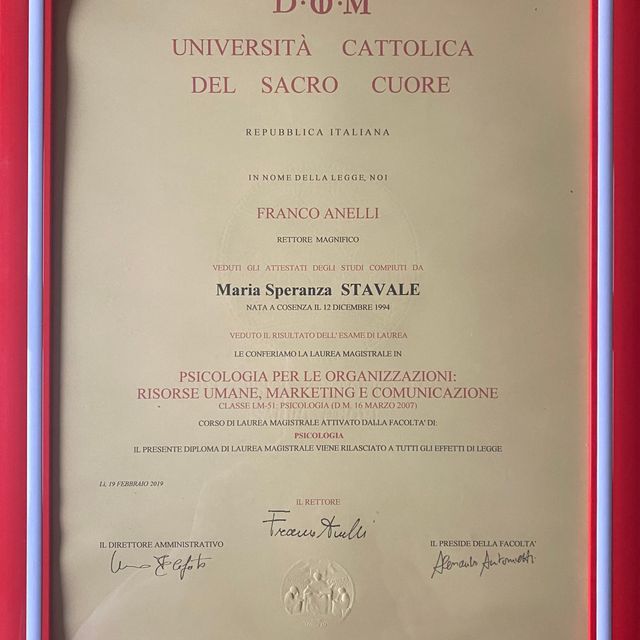 D·O·M
UNIVERSITÀ CATTOLICA
DEL SACRO CUORE
REPUBBLICA ITALIANA
IN NOME DELLA LEGGE, NOI
FRANCO ANELLI
RETTORE MAGNIFICO
VEDUTI GLI ATTESTATI DEGLI STUDI COMPIUTI DA
Maria Speranza STAVALE
NATA A COSENZA IL 12 DICEMBRE 1994
VEDUTO IL RISULTATO DELL'ESAME DI LAUREA
LE CONFERIAMO LA LAUREA MAGISTRALE IN
PSICOLOGIA PER LE ORGANIZZAZIONI:
RISORSE UMANE, MARKETING E COMUNICAZIONE
CLASSE LM-51: PSICOLOGIA (D.M. 16 MARZO 2007)
CORSO DI LAUREA MAGISTRALE ATTIVATO DALLA FACOLTA' DI:
PSICOLOGIA
IL PRESENTE DIPLOMA DI LAUREA MAGISTRALE VIENE RILASCIATO A TUTTI GLI EFFETTI DI LEGGE
Li, 19 FEBBRAIO 2019
IL RETTORE
Franco Anelli
IL DIRETTORE AMMINISTRATIVO
IL PRESIDE DELLA FACOLTA'